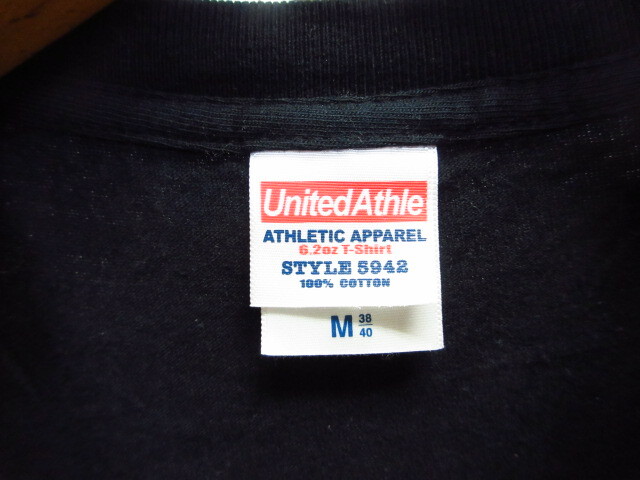 UnitedAthle
ATHLETIC APPAREL
6.2oz T-Shirt
STYLE 5942
100% COTTON
M 38/40